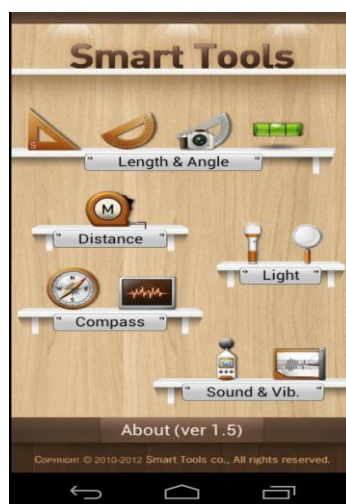 Smart Tools
S
Length & Angle
M
Distance
Light
N
W E
S
Compass
Sound & Vib.
About (ver 1.5)
COPYRIGHT © 2010-2012 Smart Tools co., All rights reserved.